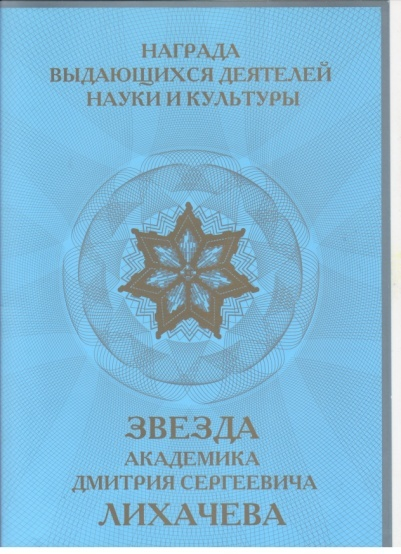 НАГРАДА
ВЫДАЮЩИХСЯ ДЕЯТЕЛЕЙ
НАУКИ И КУЛЬТУРЫ
ЗВЕЗДА
АКАДЕМИКА
ДМИТРИЯ СЕРГЕЕВИЧА
ЛИХАЧЕВА